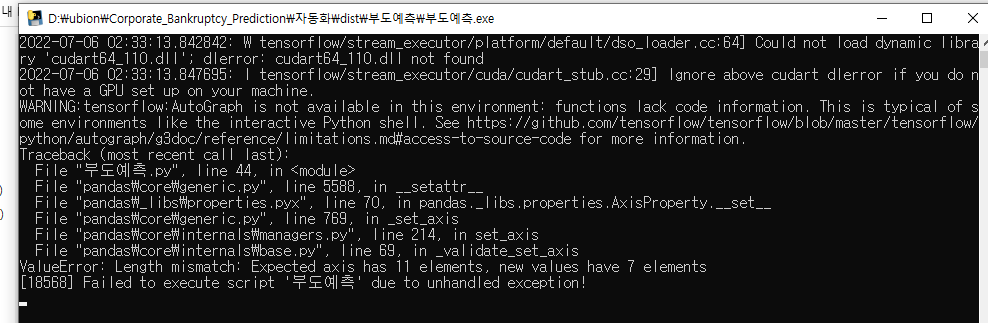 내
D:₩ubion₩Corporate_Bankruptcy_Prediction₩자동화₩dist₩부도예측₩부도예측.exe
2022-07-06 02:33:13.842842: W tensorflow/stream_executor/platform/default/dso_loader.cc:64] Could not load dynamic libra
ry 'cudart64_110.dll'; dlerror: cudart64_110.dll not found
2022-07-06 02:33:13.847695: I tensorflow/stream_executor/cuda/cudart_stub.cc:29] Ignore above cudart dlerror if you do n
ot have a GPU set up on your machine.
WARNING:tensorflow:AutoGraph is not available in this environment: functions lack code information. This is typical of s
ome environments like the interactive Python shell. See https://github.com/tensorflow/tensorflow/blob/master/tensorflow/
python/autograph/g3doc/reference/limitations.md#access-to-source-code for more information.
Traceback (most recent call last):
  File "부도예측.py", line 44, in <module>
  File "pandas₩core₩generic.py", line 5588, in __setattr__
  File "pandas₩_libs₩properties.pyx", line 70, in pandas._libs.properties.AxisProperty.__set__
  File "pandas₩core₩generic.py", line 769, in _set_axis
  File "pandas₩core₩internals₩managers.py", line 214, in set_axis
  File "pandas₩core₩internals₩base.py", line 69, in _validate_set_axis
ValueError: Length mismatch: Expected axis has 11 elements, new values have 7 elements
[18568] Failed to execute script '부도예측' due to unhandled exception!